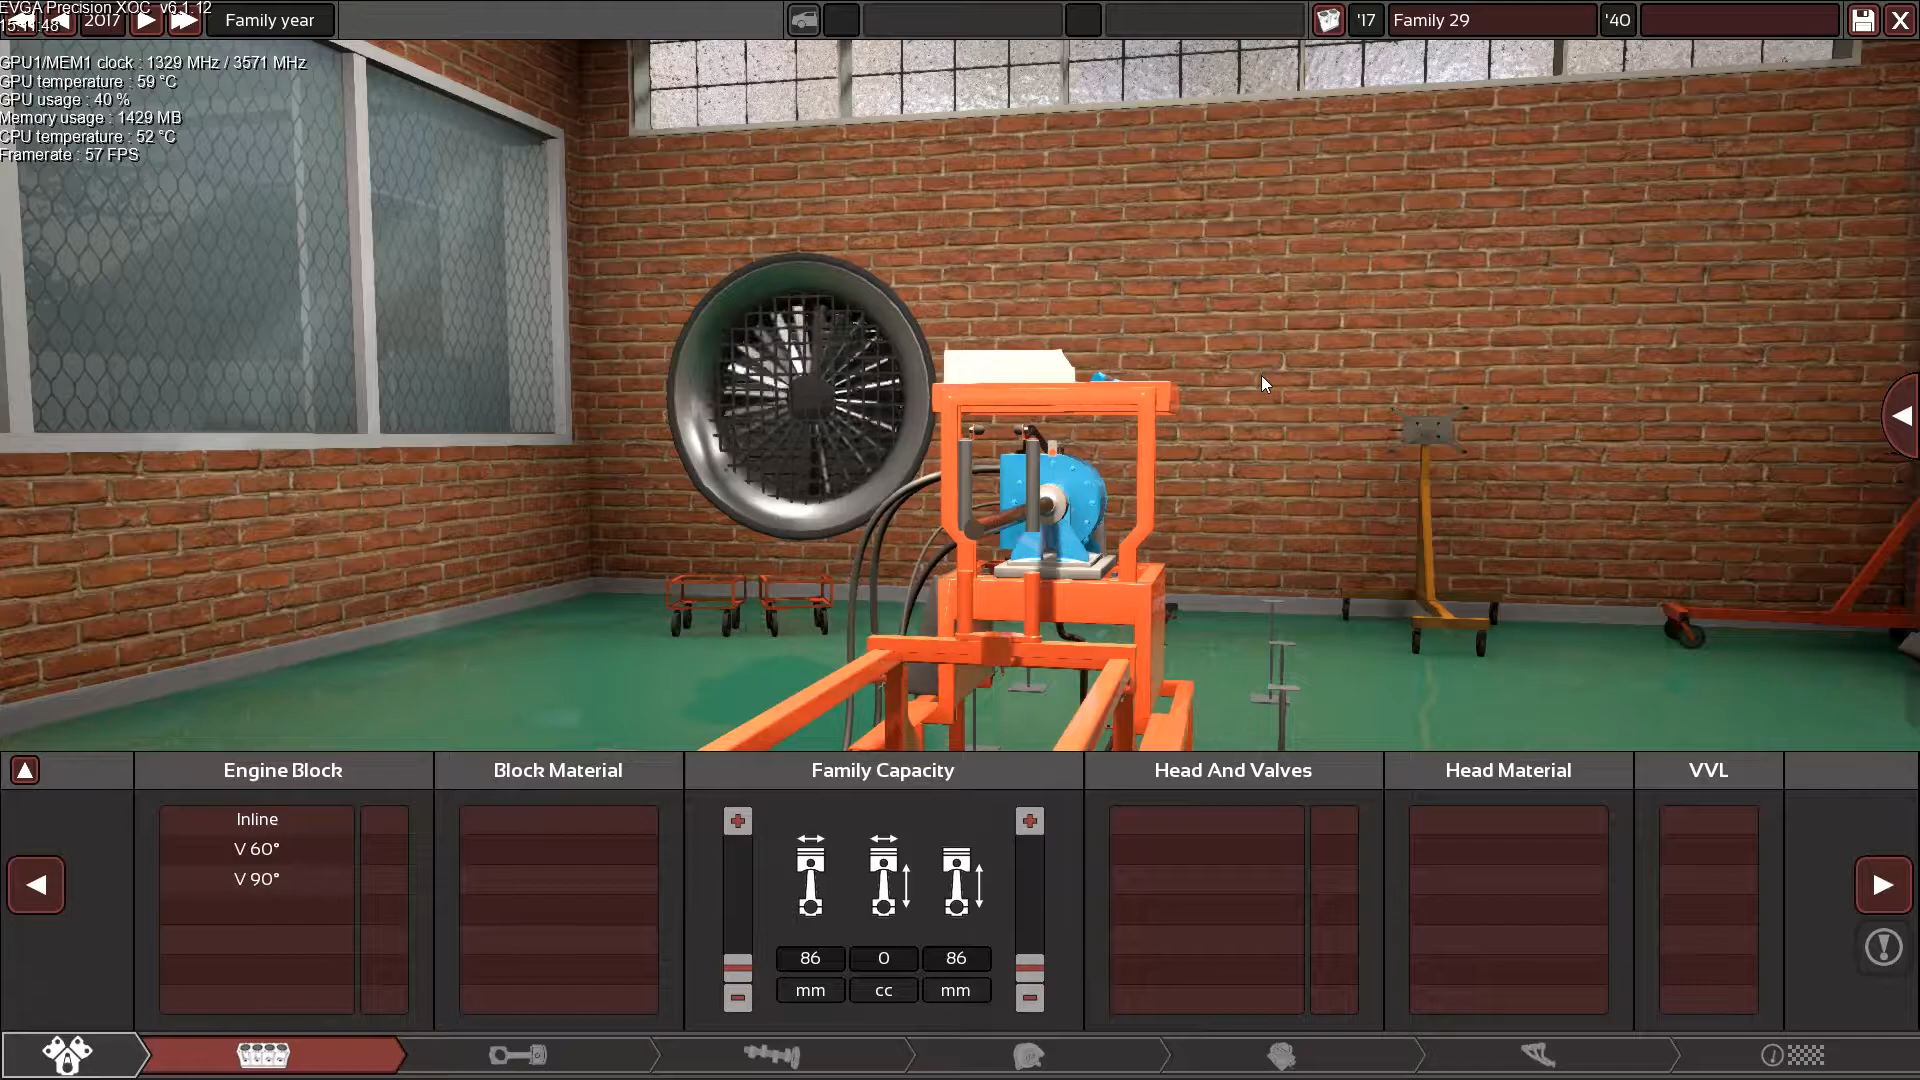 EVGA Precision XOC v6.1.12
15:41:48
2017
Family year
'17
Family 29
'40
X
GPU1/MEM1 clock : 1329 MHz / 3571 MHz
GPU temperature : 59 °C
GPU usage : 40 %
Memory usage : 1429 MB
CPU temperature : 52 °C
Framerate : 57 FPS
Engine Block
Block Material
Family Capacity
Head And Valves
Head Material
VVL
Inline
V 60°
V 90°
86
0
86
mm
cc
mm